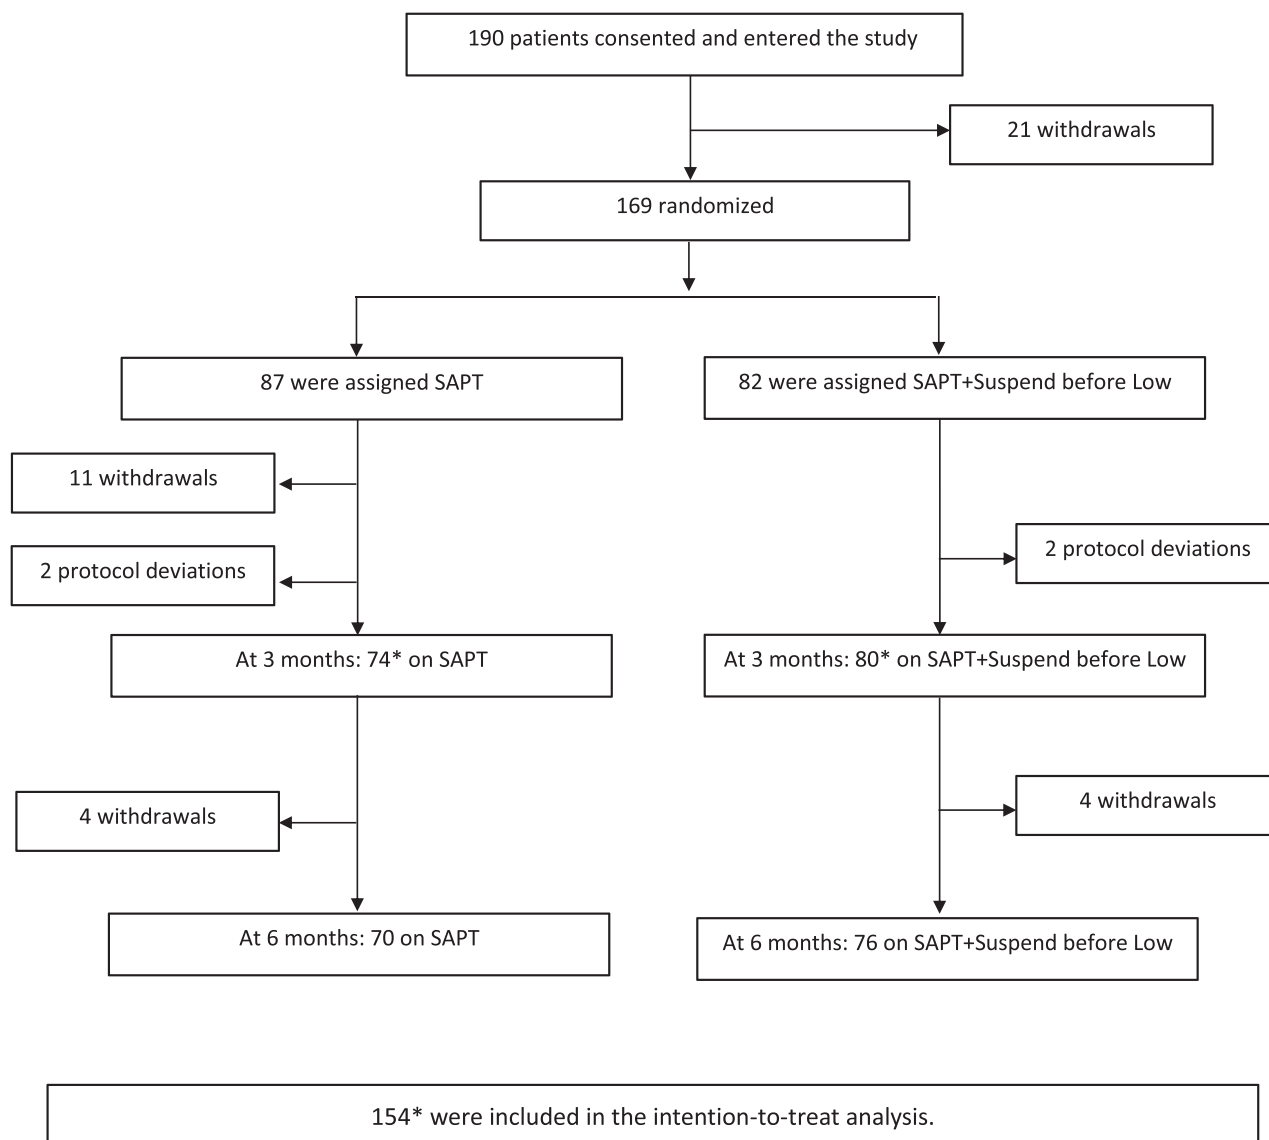 190 patients consented and entered the study
21 withdrawals
169 randomized
87 were assigned SAPT
82 were assigned SAPT+Suspend before Low
11 withdrawals
2 protocol deviations
2 protocol deviations
At 3 months: 74* on SAPT
At 3 months: 80* on SAPT+Suspend before Low
4 withdrawals
4 withdrawals
At 6 months: 70 on SAPT
At 6 months: 76 on SAPT+Suspend before Low
154* were included in the intention-to-treat analysis.